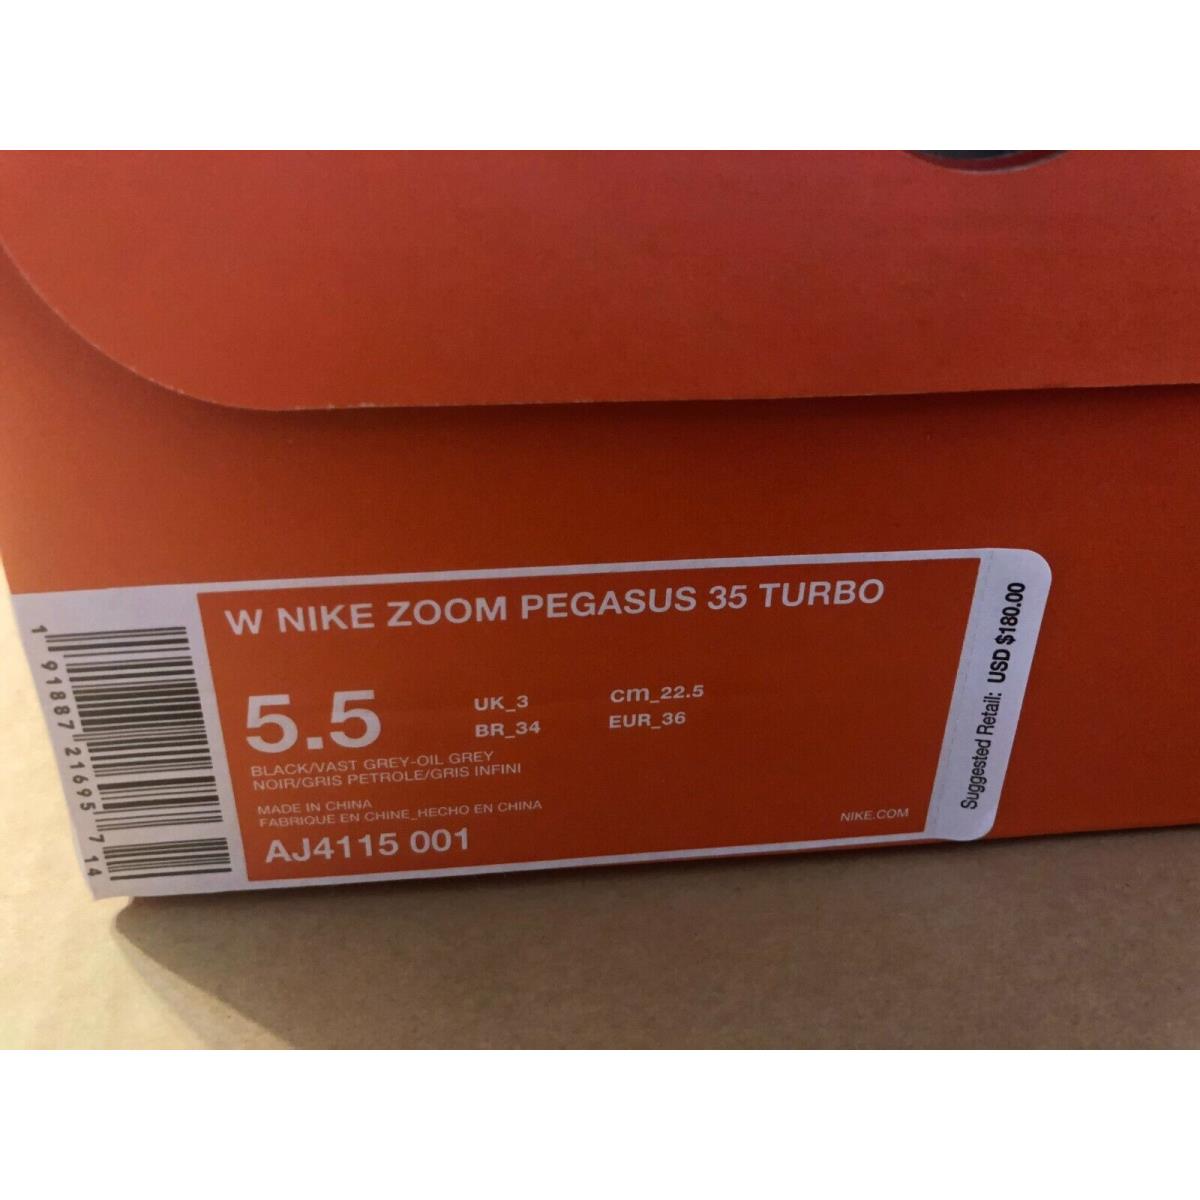 W NIKE ZOOM PEGASUS 35 TURBO
5.5
UK_3
cm_22.5
BR_34
EUR_36
BLACK/VAST GREY-OIL GREY
NOIR/GRIS PETROLE/GRIS INFINI
MADE IN CHINA
FABRIQUE EN CHINE_HECHO EN CHINA
AJ4115 001
NIKE.COM
Suggested Retail: USD $180.00
1 91887 21695 7 14